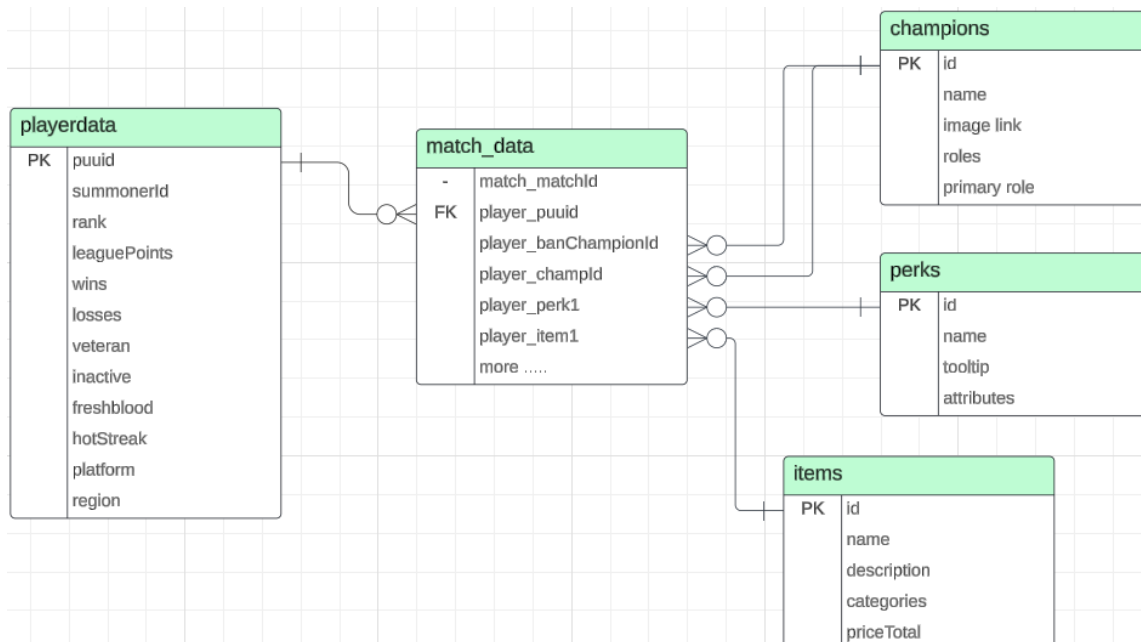 playerdata
PK puuid
summonerId
rank
leaguePoints
wins
losses
veteran
inactive
freshblood
hotStreak
platform
region
match_data
- match_matchId
FK player_puuid
player_banChampionId
player_champId
player_perk1
player_item1
more .....
champions
PK id
name
image link
roles
primary role
perks
PK id
name
tooltip
attributes
items
PK id
name
description
categories
priceTotal